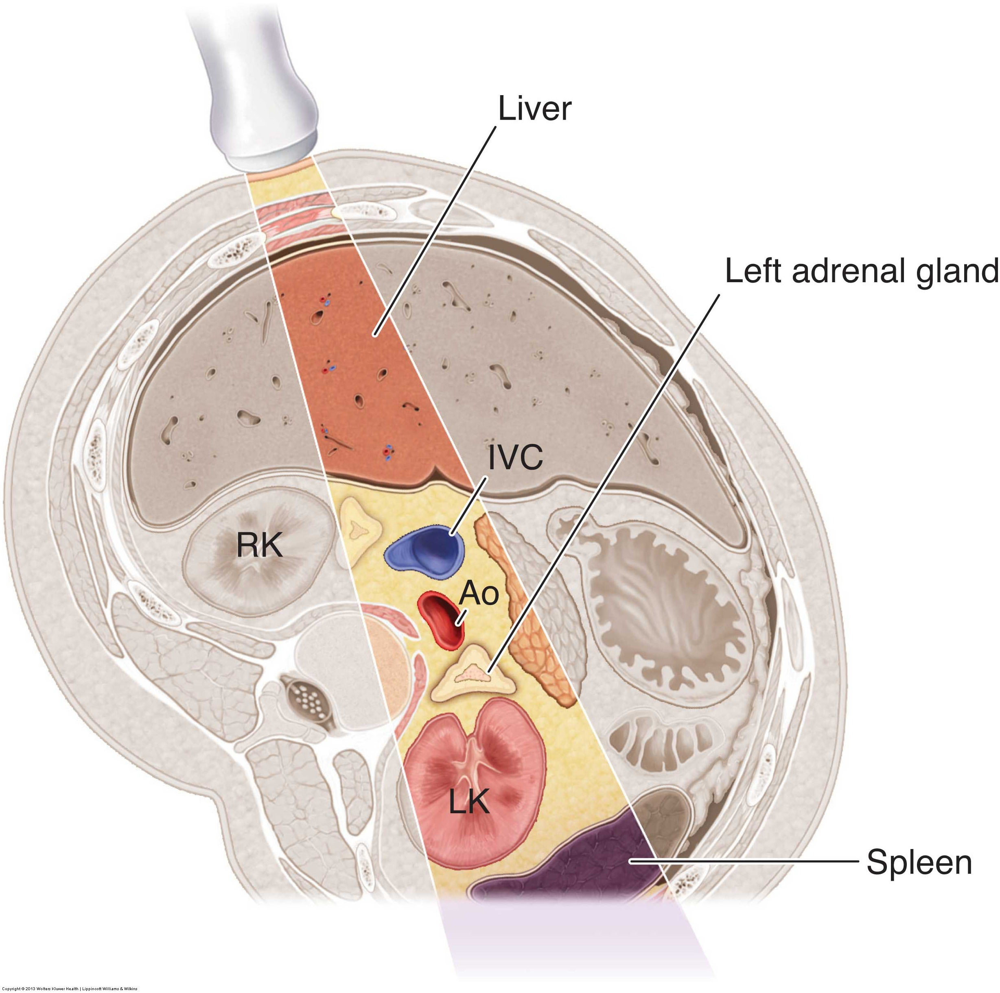 Liver
Left adrenal gland
IVC
RK
Ao
LK
Spleen
Copyright © 2013 Wolters Kluwer Health | Lippincott Williams & Wilkins